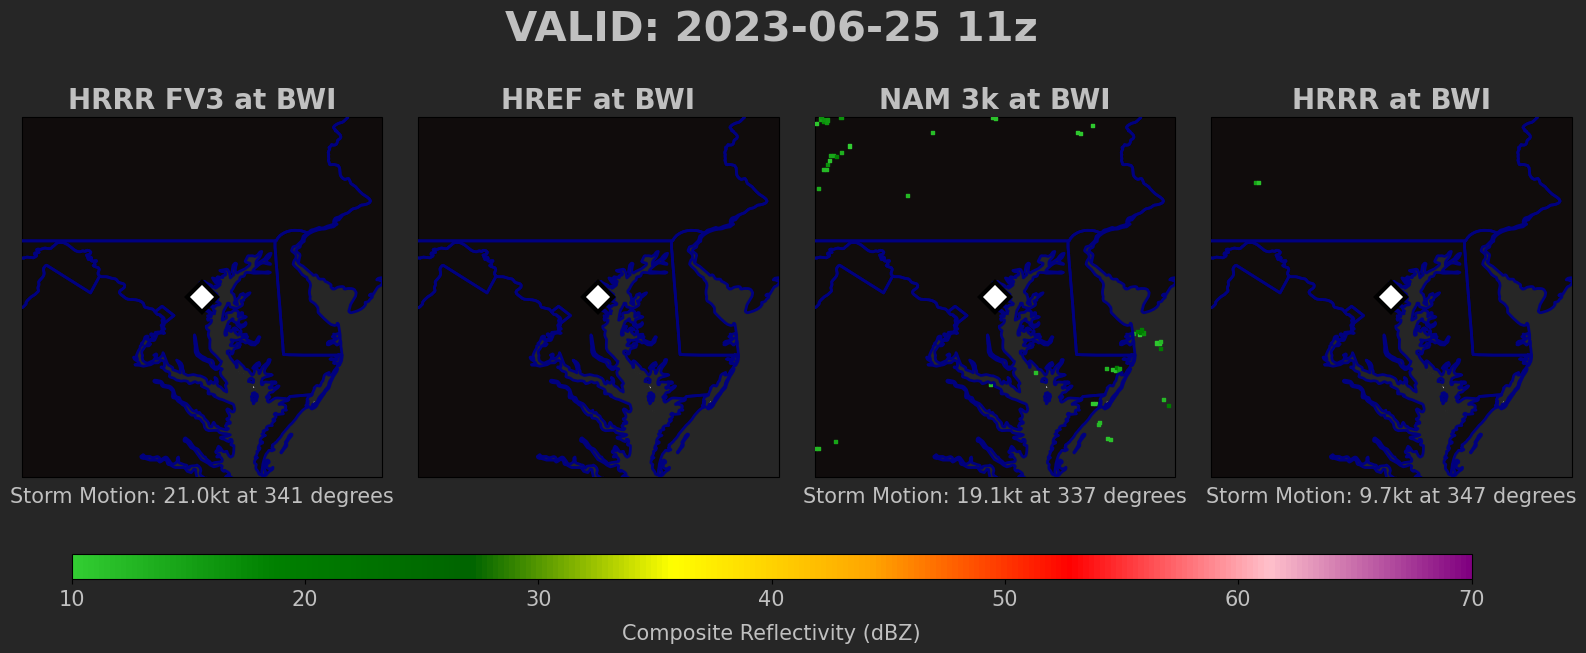 VALID: 2023-06-25 11z
HRRR FV3 at BWI
HREF at BWI
NAM 3k at BWI
HRRR at BWI
Storm Motion: 21.0kt at 341 degrees
Storm Motion: 19.1kt at 337 degrees
Storm Motion: 9.7kt at 347 degrees
10 20 30 40 50 60 70
Composite Reflectivity (dBZ)